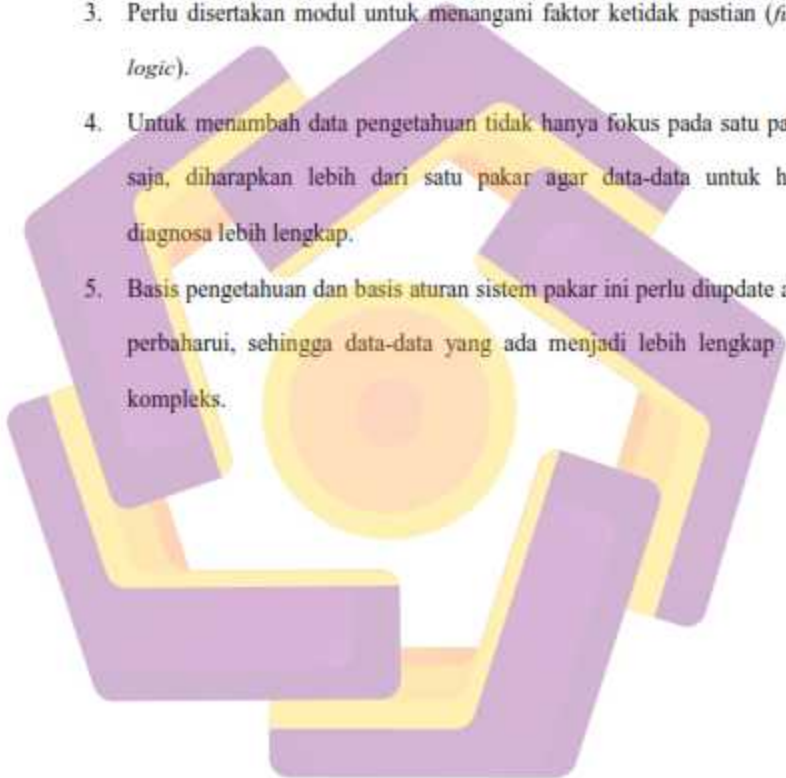 3. Perlu disertakan modul untuk menangani faktor ketidak pastian (
logic).
4. Untuk menambah data pengetahuan tidak hanya fokus pada satu
saja, diharapkan lebih dari satu pakar agar data-data untuk
diagnosa lebih lengkap.
5. Basis pengetahuan dan basis aturan sistem pakar ini perlu diupdate
perbaharui, sehingga data-data yang ada menjadi lebih lengkap
kompleks.